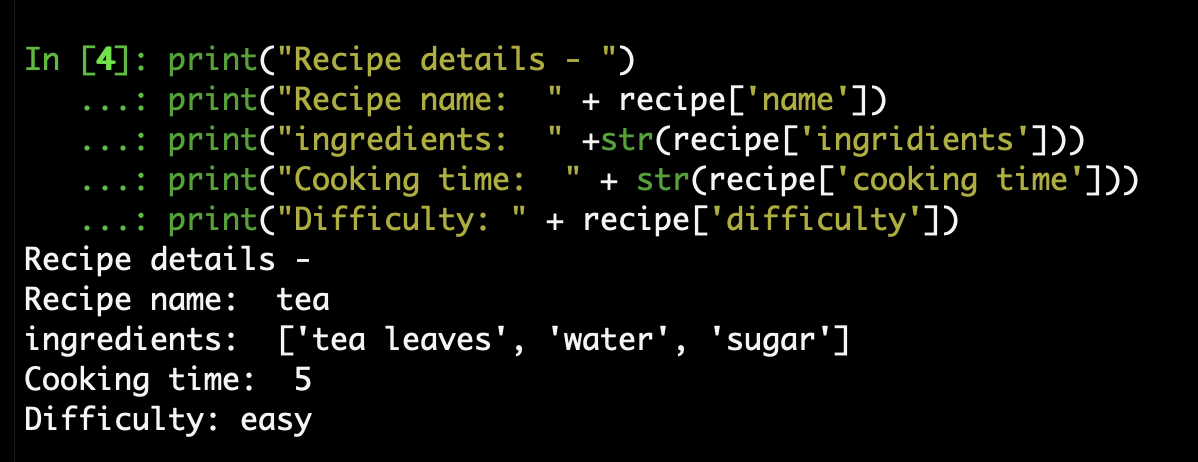 In [4]: print("Recipe details - ")
   ...: print("Recipe name:  " + recipe['name'])
   ...: print("ingredients:  " +str(recipe['ingridients']))
   ...: print("Cooking time:  " + str(recipe['cooking time']))
   ...: print("Difficulty: " + recipe['difficulty'])
Recipe details -
Recipe name:  tea
ingredients:  ['tea leaves', 'water', 'sugar']
Cooking time:  5
Difficulty: easy